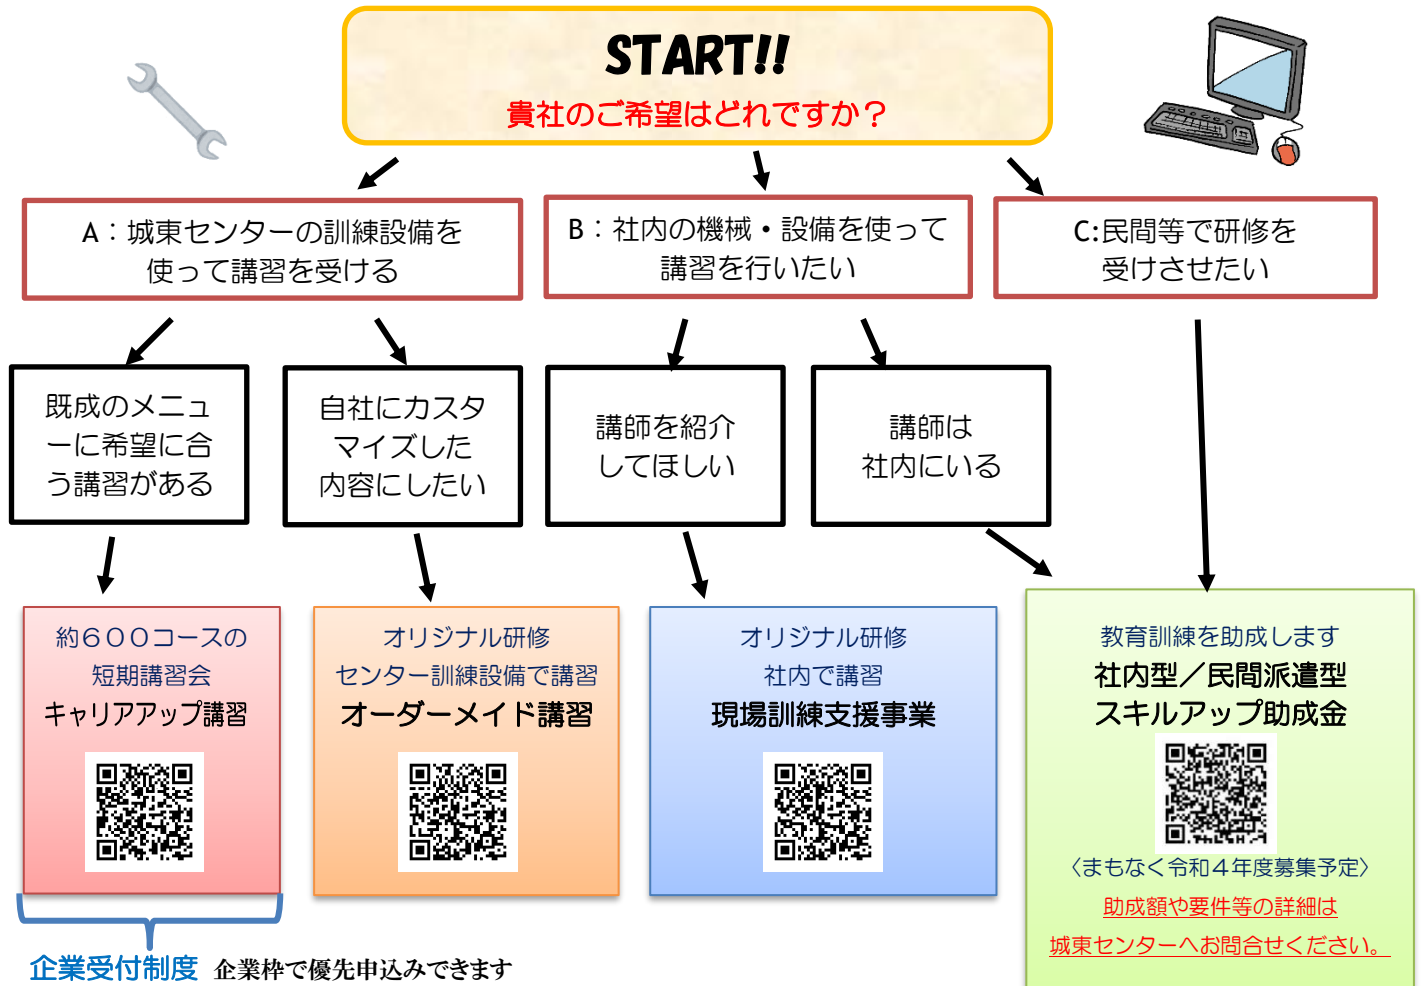 START!!
貴社のご希望はどれですか？
A：城東センターの訓練設備を
使って講習を受ける
B：社内の機械・設備を使って
講習を行いたい
C:民間等で研修を
受けさせたい
既成のメニュ
ーに希望に合
う講習がある
自社にカスタ
マイズした
内容にしたい
講師を紹介
してほしい
講師は
社内にいる
約６００コースの
短期講習会
キャリアアップ講習
オリジナル研修
センター訓練設備で講習
オーダーメイド講習
オリジナル研修
社内で講習
現場訓練支援事業
教育訓練を助成します
社内型／民間派遣型
スキルアップ助成金
〈まもなく令和４年度募集予定〉
助成額や要件等の詳細は
城東センターへお問合せください。
企業受付制度 企業枠で優先申込みできます